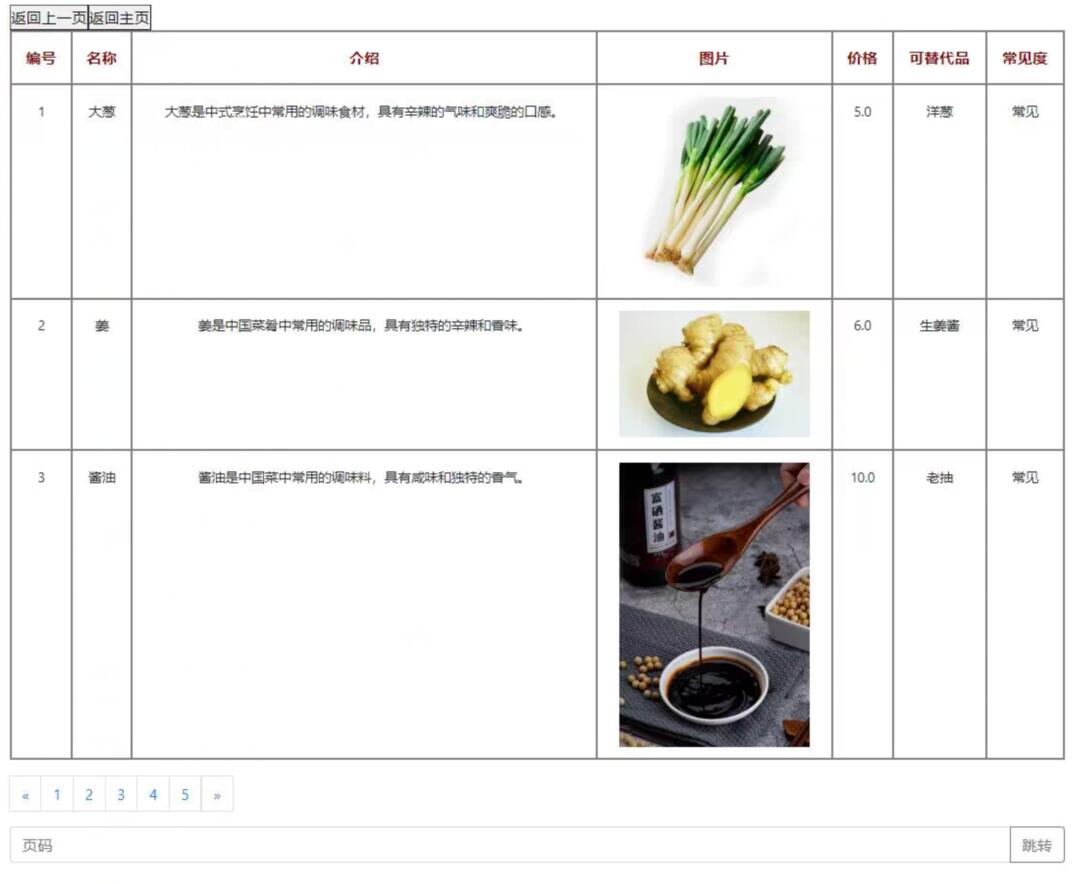 返回上一页 返回主页
编号 名称 介绍 图片 价格 可替代品 常见度
1 大葱 大葱是中式烹饪中常用的调味食材，具有辛辣的气味和爽脆的口感。 5.0 洋葱 常见
2 姜 姜是中国菜肴中常用的调味品，具有独特的辛辣和香味。 6.0 生姜酱 常见
3 酱油 酱油是中国菜中常用的调味料，具有咸味和独特的香气。 10.0 老抽 常见
富硒酱油
« 1 2 3 4 5 »
页码 跳转